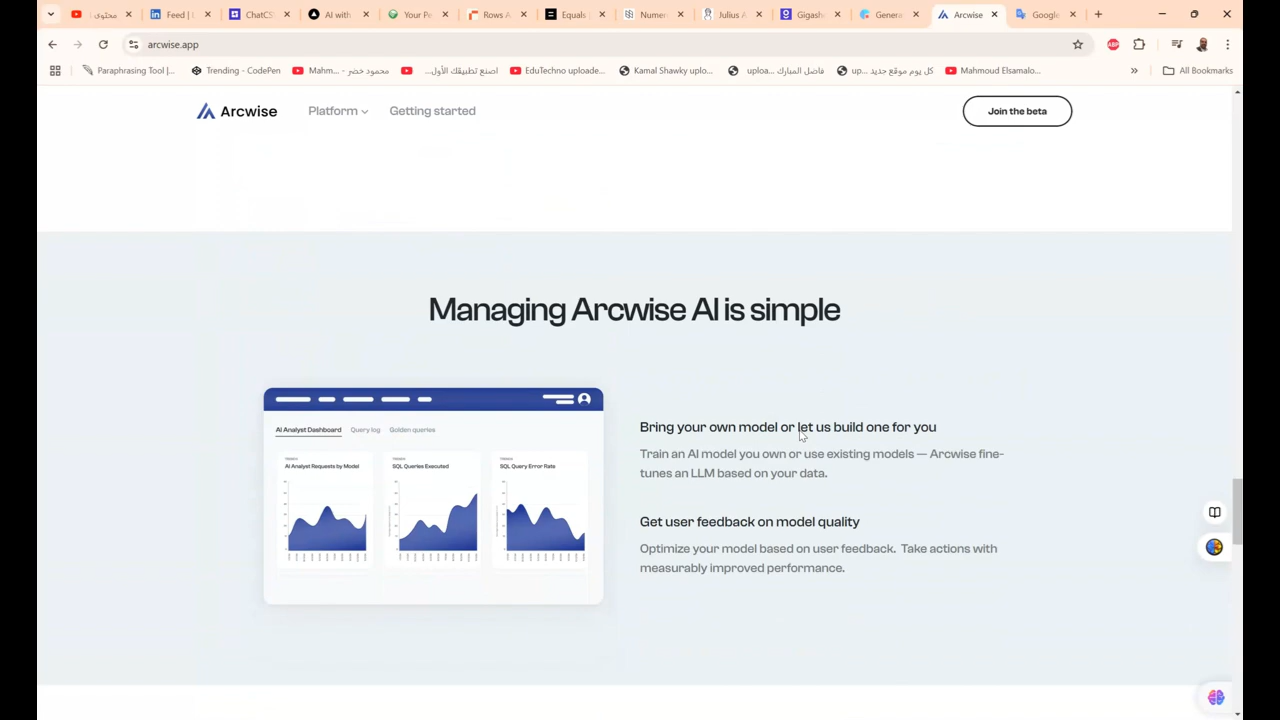 محتوى
Feed | L
ChatCS
AI with
Your Pe
Rows A
Equals |
Numer
Julius A
Gigash
Genera
Arcwise
Google
arcwise.app
Paraphrasing Tool |...
Trending - CodePen
محمود خضر - Mahm...
اصنع تطبيقك الأول...
EduTechno uploade...
Kamal Shawky uplo...
فاضل المبارك uploa...
كل يوم موقع جديد up...
Mahmoud Elsamalo...
All Bookmarks
Arcwise
Platform
Getting started
Join the beta
Managing Arcwise AI is simple
AI Analyst Dashboard
Query log
Golden queries
AI Analyst Requests by Model
SQL Queries Executed
SQL Query Error Rate
Bring your own model or let us build one for you
Train an AI model you own or use existing models — Arcwise fine-
tunes an LLM based on your data.
Get user feedback on model quality
Optimize your model based on user feedback. Take actions with
measurably improved performance.